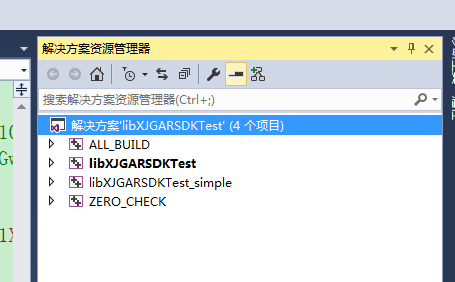 解决方案资源管理器
搜索解决方案资源管理器(Ctrl+;)
解决方案'libXJGARSDKTest' (4 个项目)
ALL_BUILD
libXJGARSDKTest
libXJGARSDKTest_simple
ZERO_CHECK